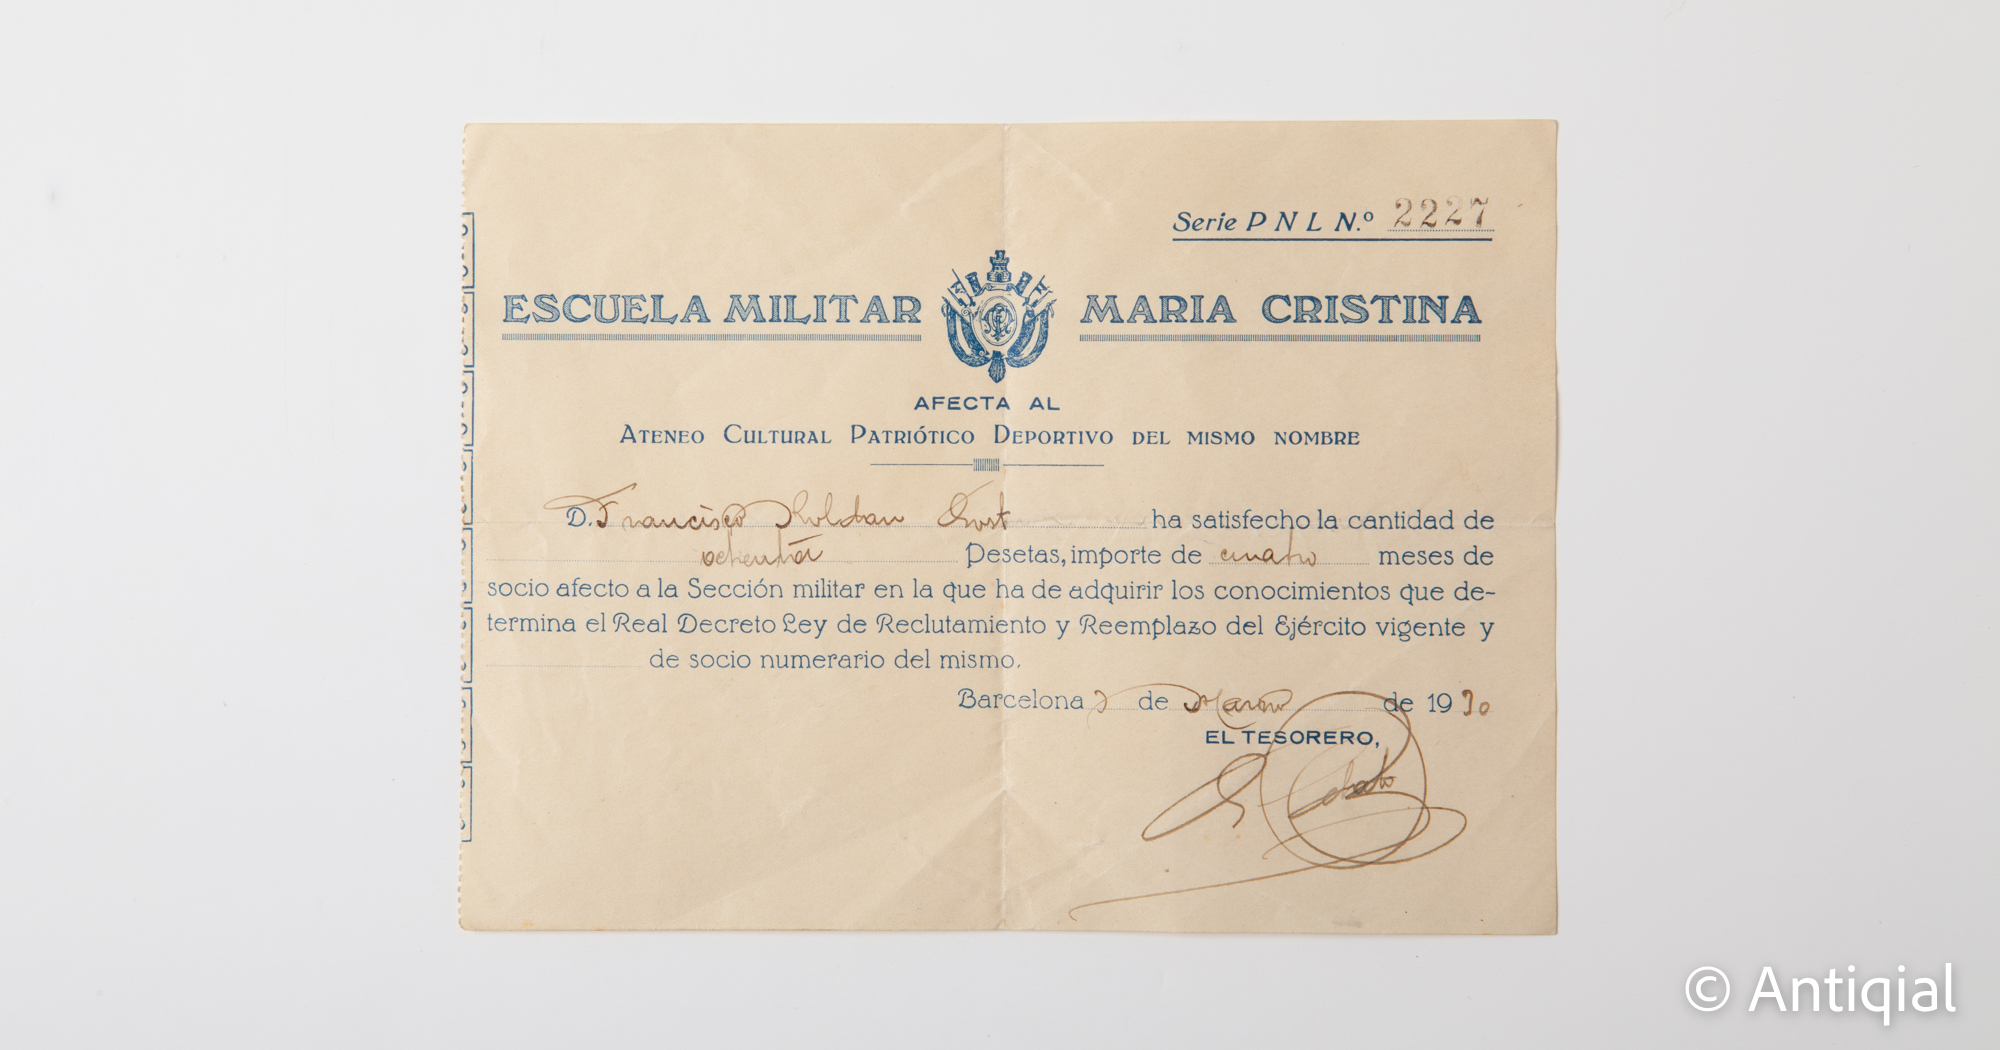 Serie P N L N.º 2227
ESCUELA MILITAR MARIA CRISTINA
AFECTA AL
ATENEO CULTURAL PATRIÓTICO DEPORTIVO DEL MISMO NOMBRE
D. Francisco Roldan ha satisfecho la cantidad de
ochenta Pesetas, importe de cuatro meses de
socio afecto a la Sección militar en la que ha de adquirir los conocimientos que de-
termina el Real Decreto Ley de Reclutamiento y Reemplazo del Ejército vigente y
de socio numerario del mismo.
Barcelona de Marzo de 1930
EL TESORERO,
© Antiqial